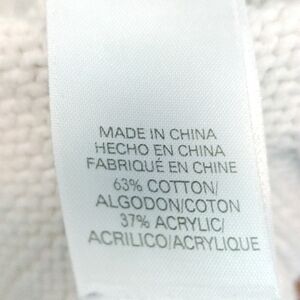 MADE IN CHINA
HECHO EN CHINA
FABRIQUÉ EN CHINE
63% COTTON/
ALGODON/COTON
37% ACRYLIC/
ACRILICO/ACRYLIQUE